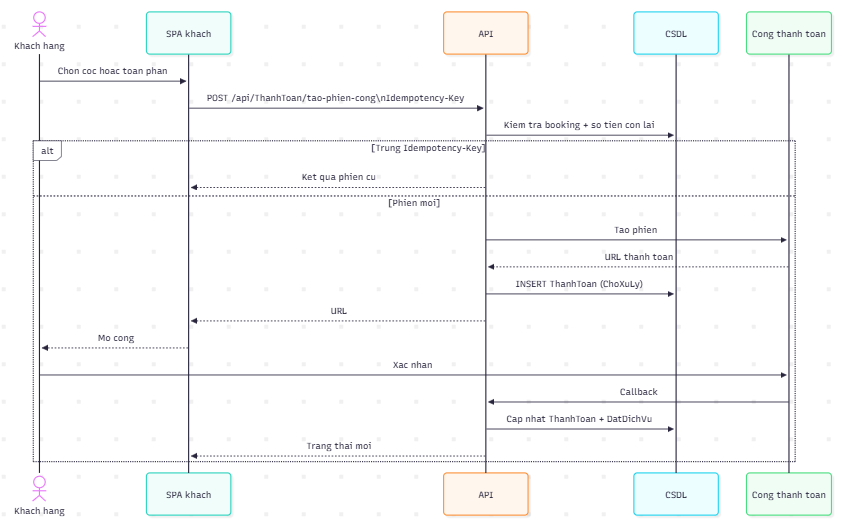 Khach hang
SPA khach
API
CSDL
Cong thanh toan
Chon coc hoac toan phan
POST /api/ThanhToan/tao-phien-cong\nIdempotency-Key
Kiem tra booking + so tien con lai
alt
[Trung Idempotency-Key]
Ket qua phien cu
[Phien moi]
Tao phien
URL thanh toan
INSERT ThanhToan (ChoXuLy)
URL
Mo cong
Xac nhan
Callback
Cap nhat ThanhToan + DatDichVu
Trang thai moi
Khach hang
SPA khach
API
CSDL
Cong thanh toan